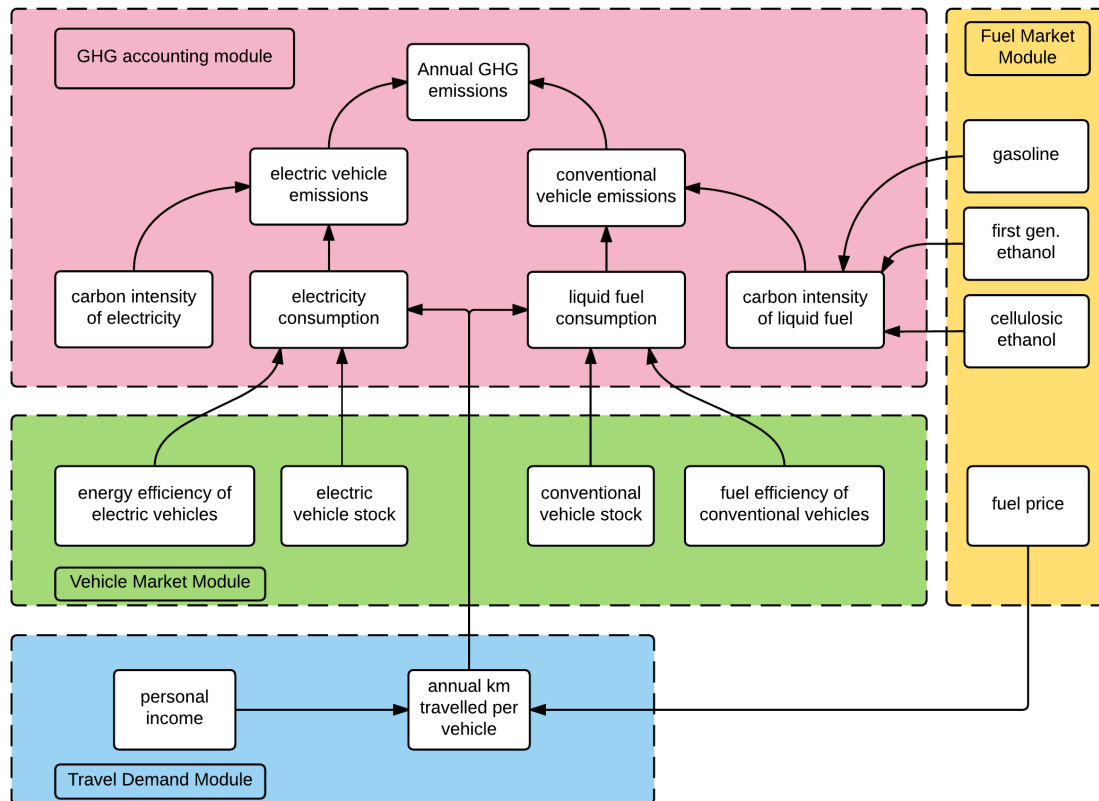 GHG accounting module
Annual GHG
emissions
Fuel Market
Module
electric vehicle
emissions
conventional
vehicle emissions
gasoline
first gen.
ethanol
carbon intensity
of electricity
electricity
consumption
liquid fuel
consumption
carbon intensity
of liquid fuel
cellulosic
ethanol
energy efficiency of
electric vehicles
electric
vehicle stock
conventional
vehicle stock
fuel efficiency of
conventional vehicles
fuel price
Vehicle Market Module
personal
income
annual km
travelled per
vehicle
Travel Demand Module